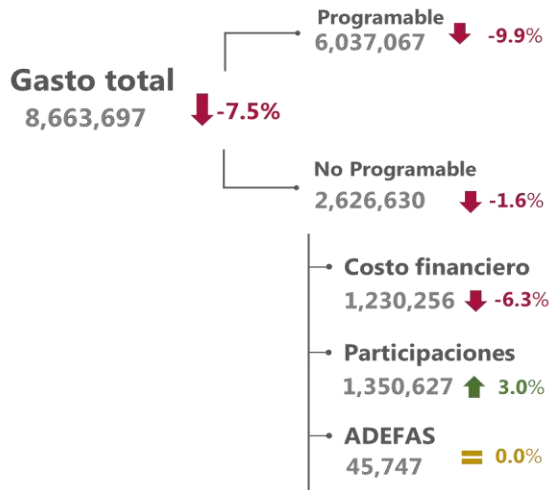 Programable
6,037,067 -9.9%
Gasto total
8,663,697 -7.5%
No Programable
2,626,630 -1.6%
Costo financiero
1,230,256 -6.3%
Participaciones
1,350,627 3.0%
ADEFAS
45,747 = 0.0%